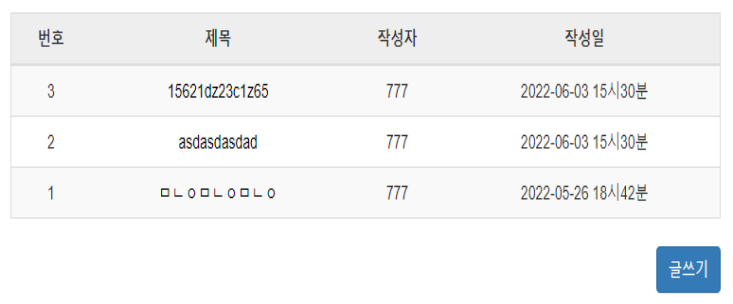 번호 제목 작성자 작성일
3 15621dz23c1z65 777 2022-06-03 15시30분
2 asdasdasdad 777 2022-06-03 15시30분
1 ㅁㄴㅇㅁㄴㅇㅁㄴㅇ 777 2022-05-26 18시42분
글쓰기